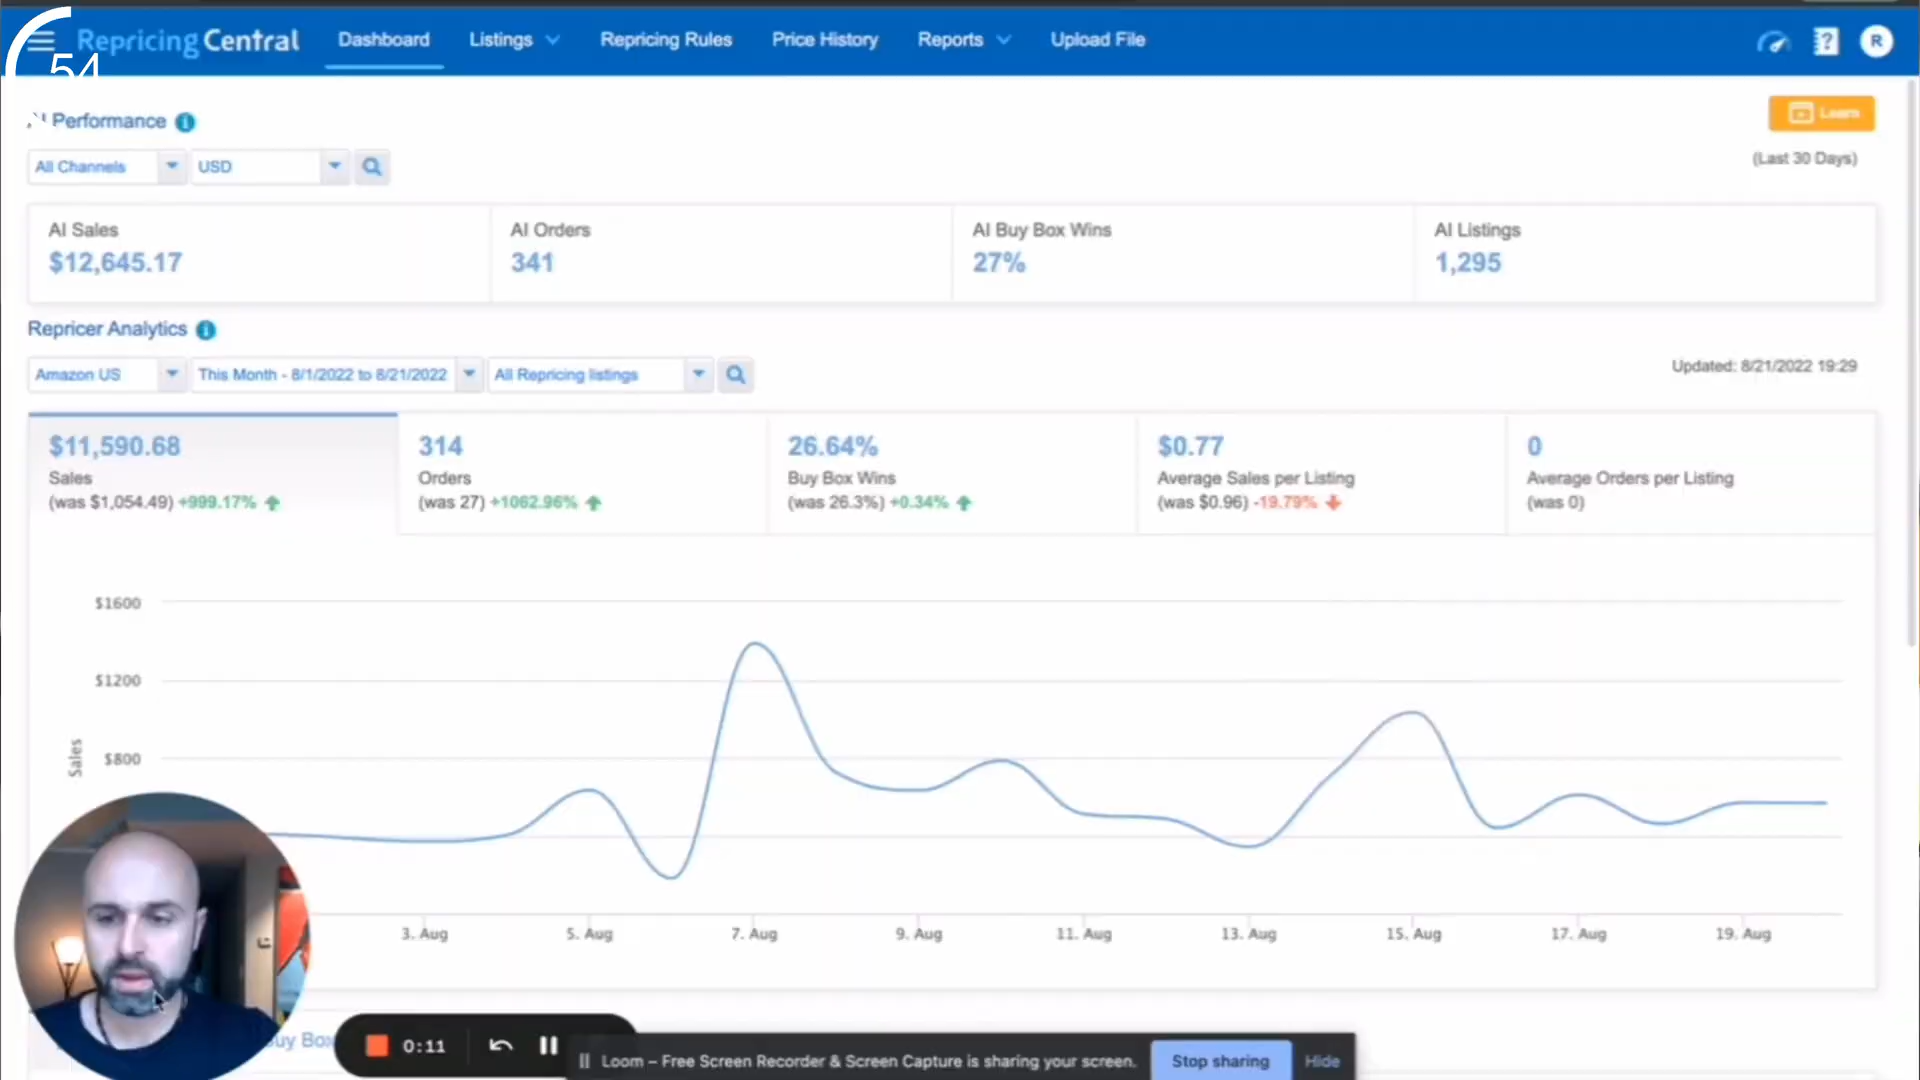 Repricing Central
Dashboard
Listings
Repricing Rules
Price History
Reports
Upload File
?
R
54
AI Performance
Learn
All Channels
USD
(Last 30 Days)
AI Sales
$12,645.17
AI Orders
341
AI Buy Box Wins
27%
AI Listings
1,295
Repricer Analytics
Amazon US
This Month - 8/1/2022 to 8/21/2022
All Repricing listings
Updated: 8/21/2022 19:29
$11,590.68
Sales
(was $1,054.49) +999.17%
314
Orders
(was 27) +1062.96%
26.64%
Buy Box Wins
(was 26.3%) +0.34%
$0.77
Average Sales per Listing
(was $0.96) -19.79%
0
Average Orders per Listing
(was 0)
$1600
$1200
$800
Sales
3. Aug
5. Aug
7. Aug
9. Aug
11. Aug
13. Aug
15. Aug
17. Aug
19. Aug
0:11
Loom – Free Screen Recorder & Screen Capture is sharing your screen.
Stop sharing
Hide